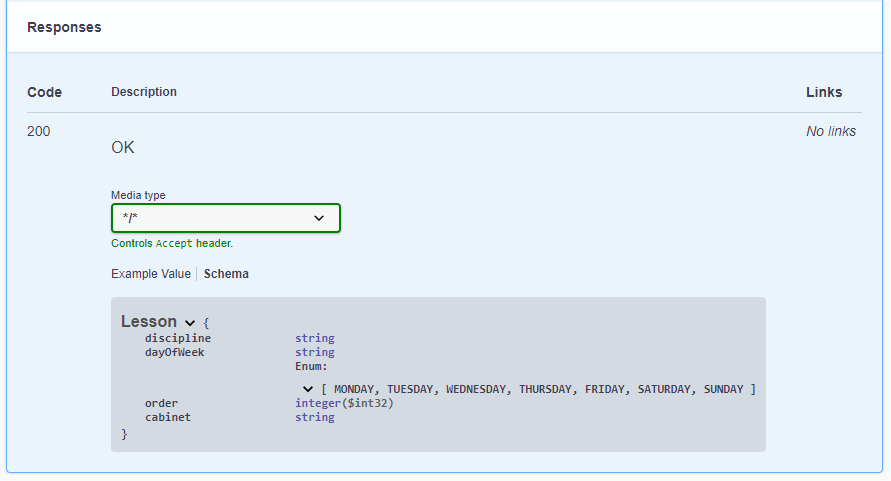 Responses
Code Description Links
200 No links
OK
Media type
*/*
Controls Accept header.
Example Value Schema
Lesson {
discipline string
dayOfWeek string
Enum:
[ MONDAY, TUESDAY, WEDNESDAY, THURSDAY, FRIDAY, SATURDAY, SUNDAY ]
order integer($int32)
cabinet string
}